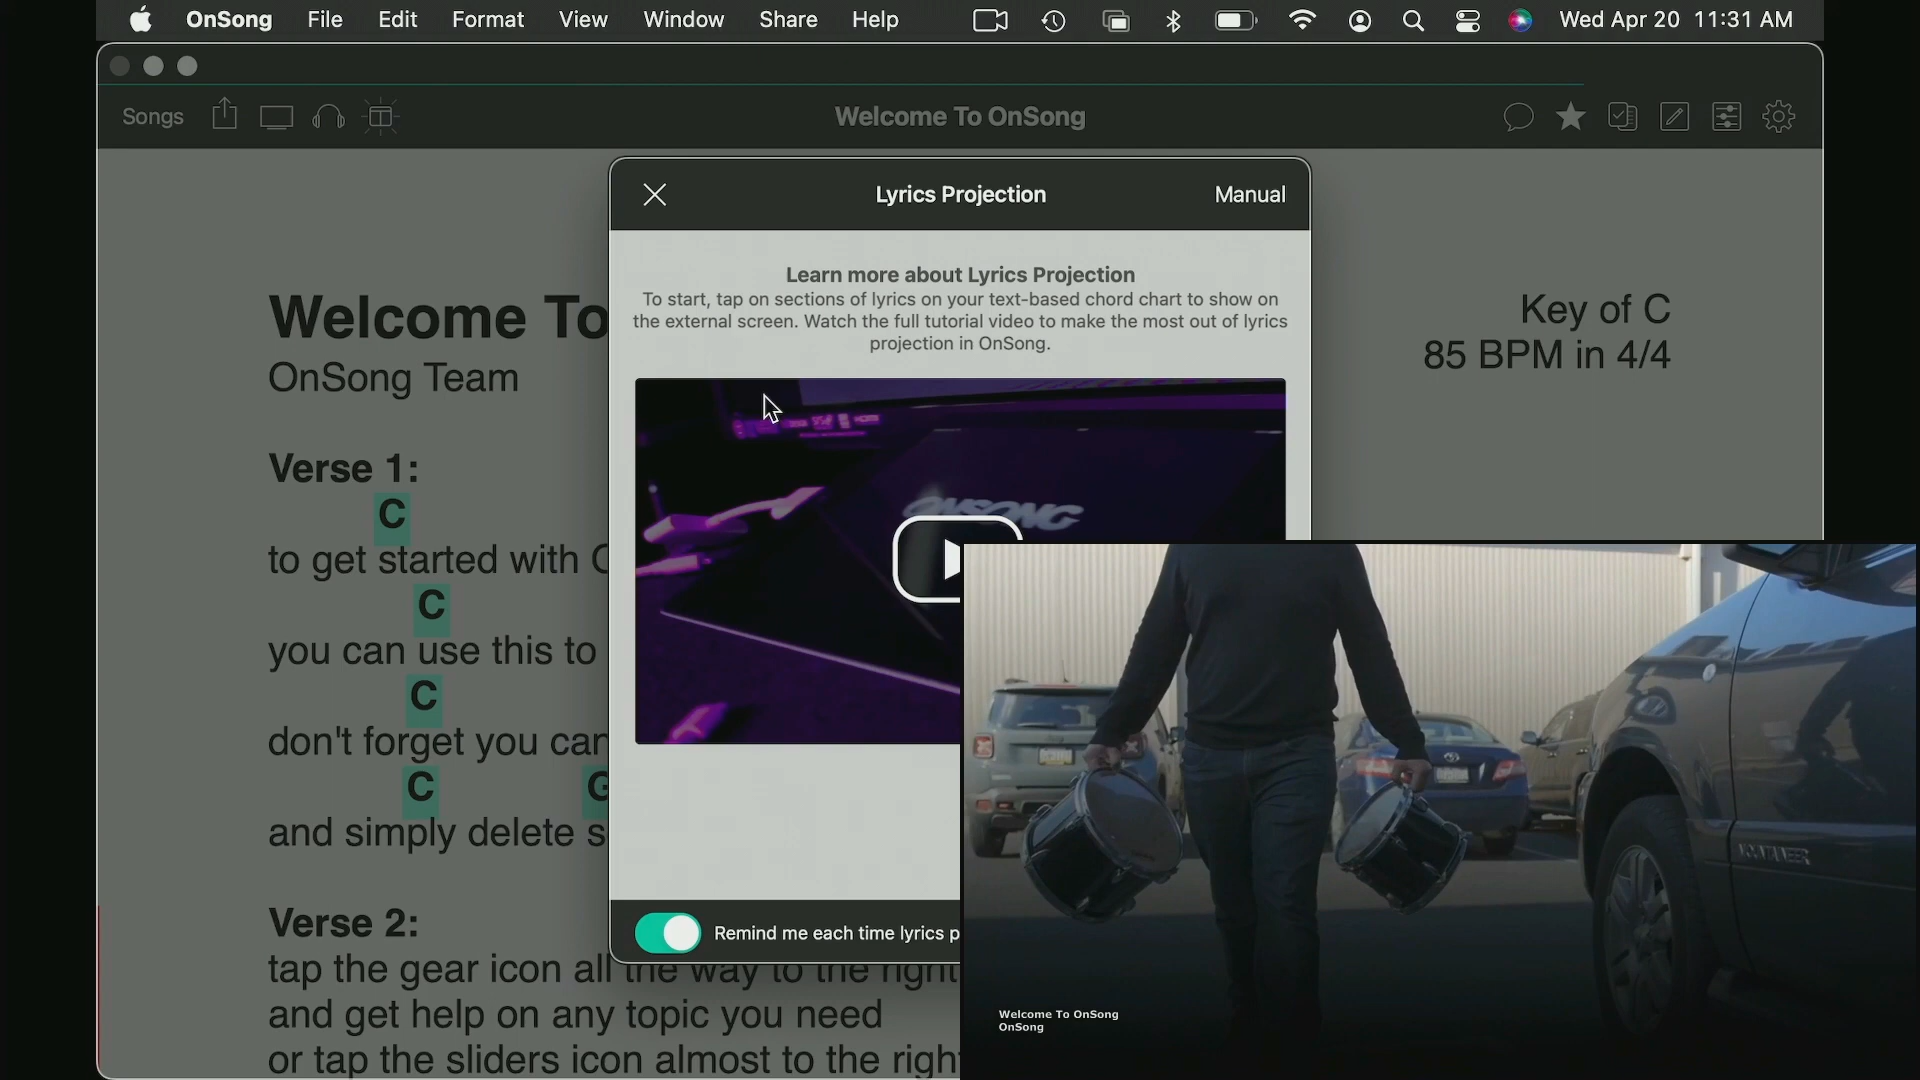 OnSong File Edit Format View Window Share Help Wed Apr 20 11:31 AM
Songs Welcome To OnSong
Lyrics Projection Manual
Learn more about Lyrics Projection
To start, tap on sections of lyrics on your text-based chord chart to show on
the external screen. Watch the full tutorial video to make the most out of lyrics
projection in OnSong.
ONSONG
Remind me each time lyrics p
Welcome To
OnSong Team
Key of C
85 BPM in 4/4
Verse 1:
C
to get started with
C
you can use this to
C
don't forget you can
C G
and simply delete s
Verse 2:
tap the gear icon all the way to the right
and get help on any topic you need
or tap the sliders icon almost to the right
MOUNTAINEER
Welcome To OnSong
OnSong